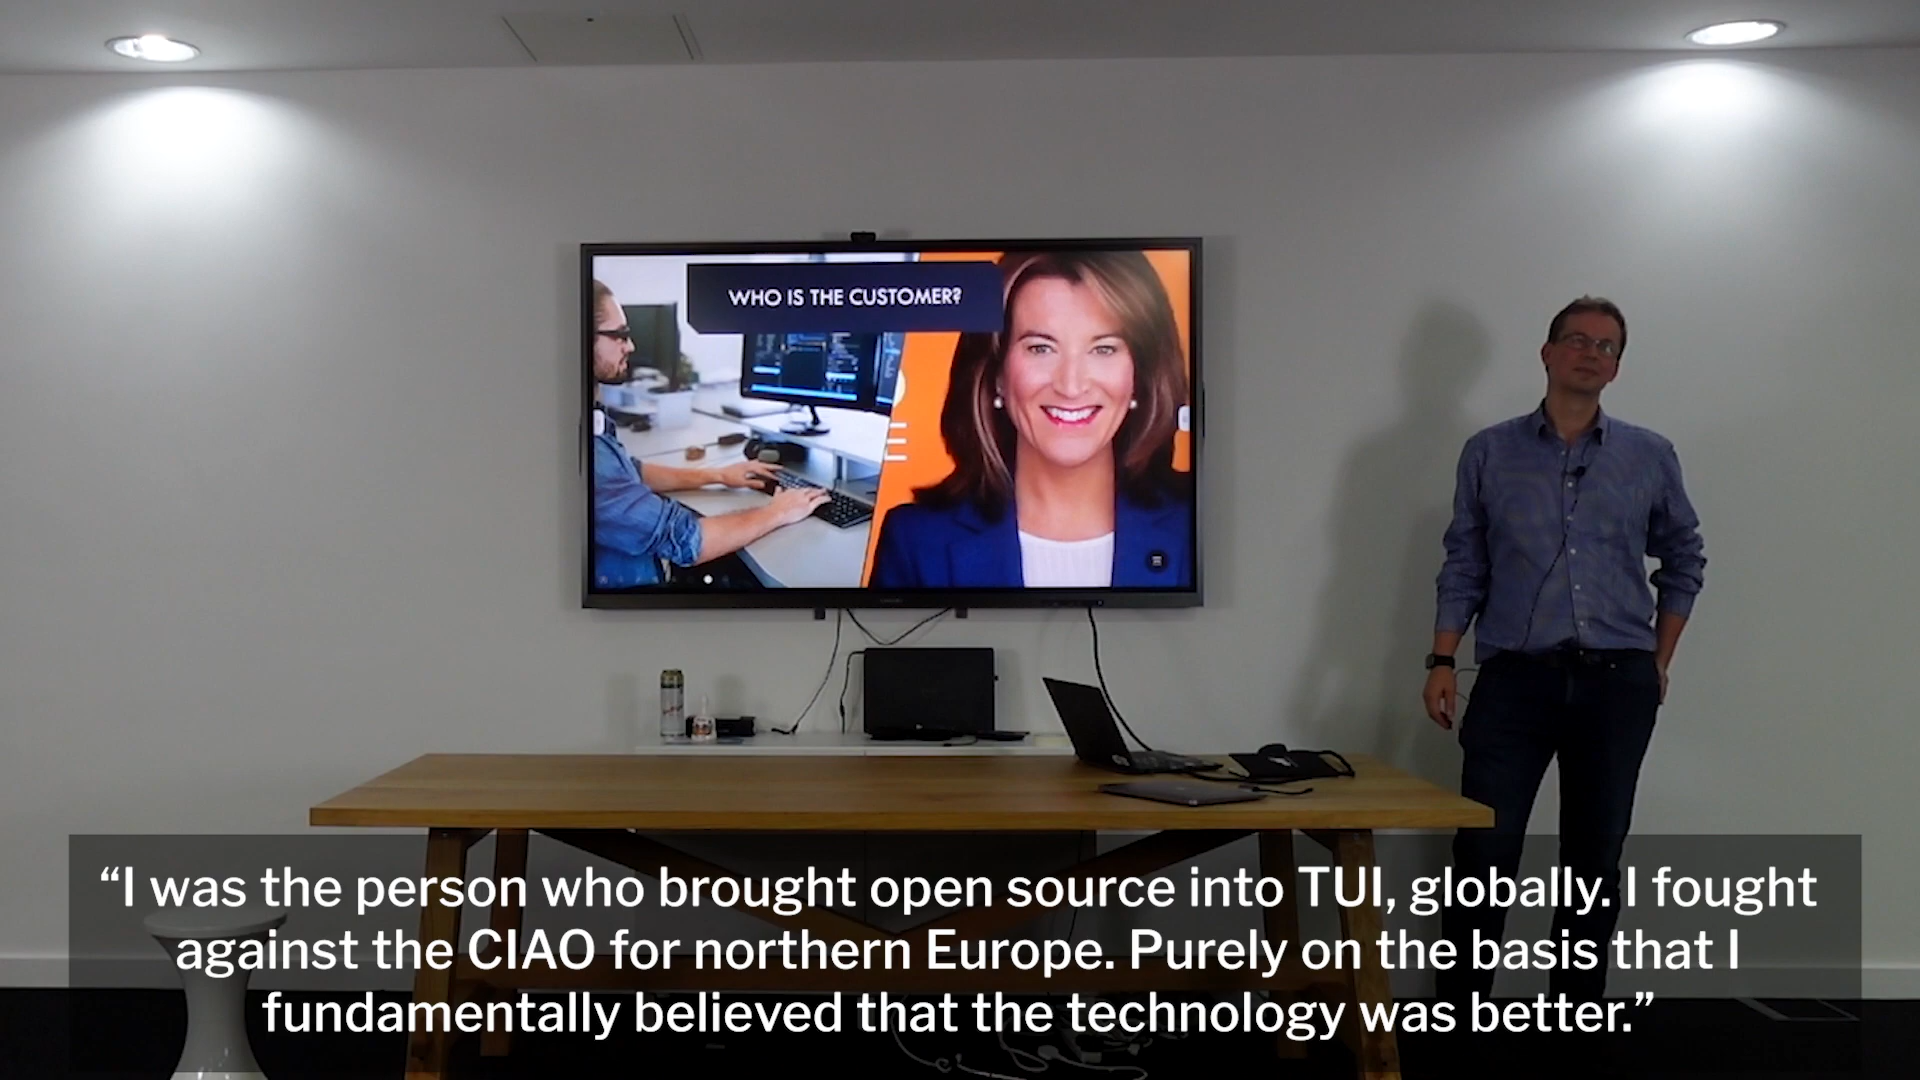 WHO IS THE CUSTOMER?
“I was the person who brought open source into TUI, globally. I fought
against the CIAO for northern Europe. Purely on the basis that I
fundamentally believed that the technology was better.”